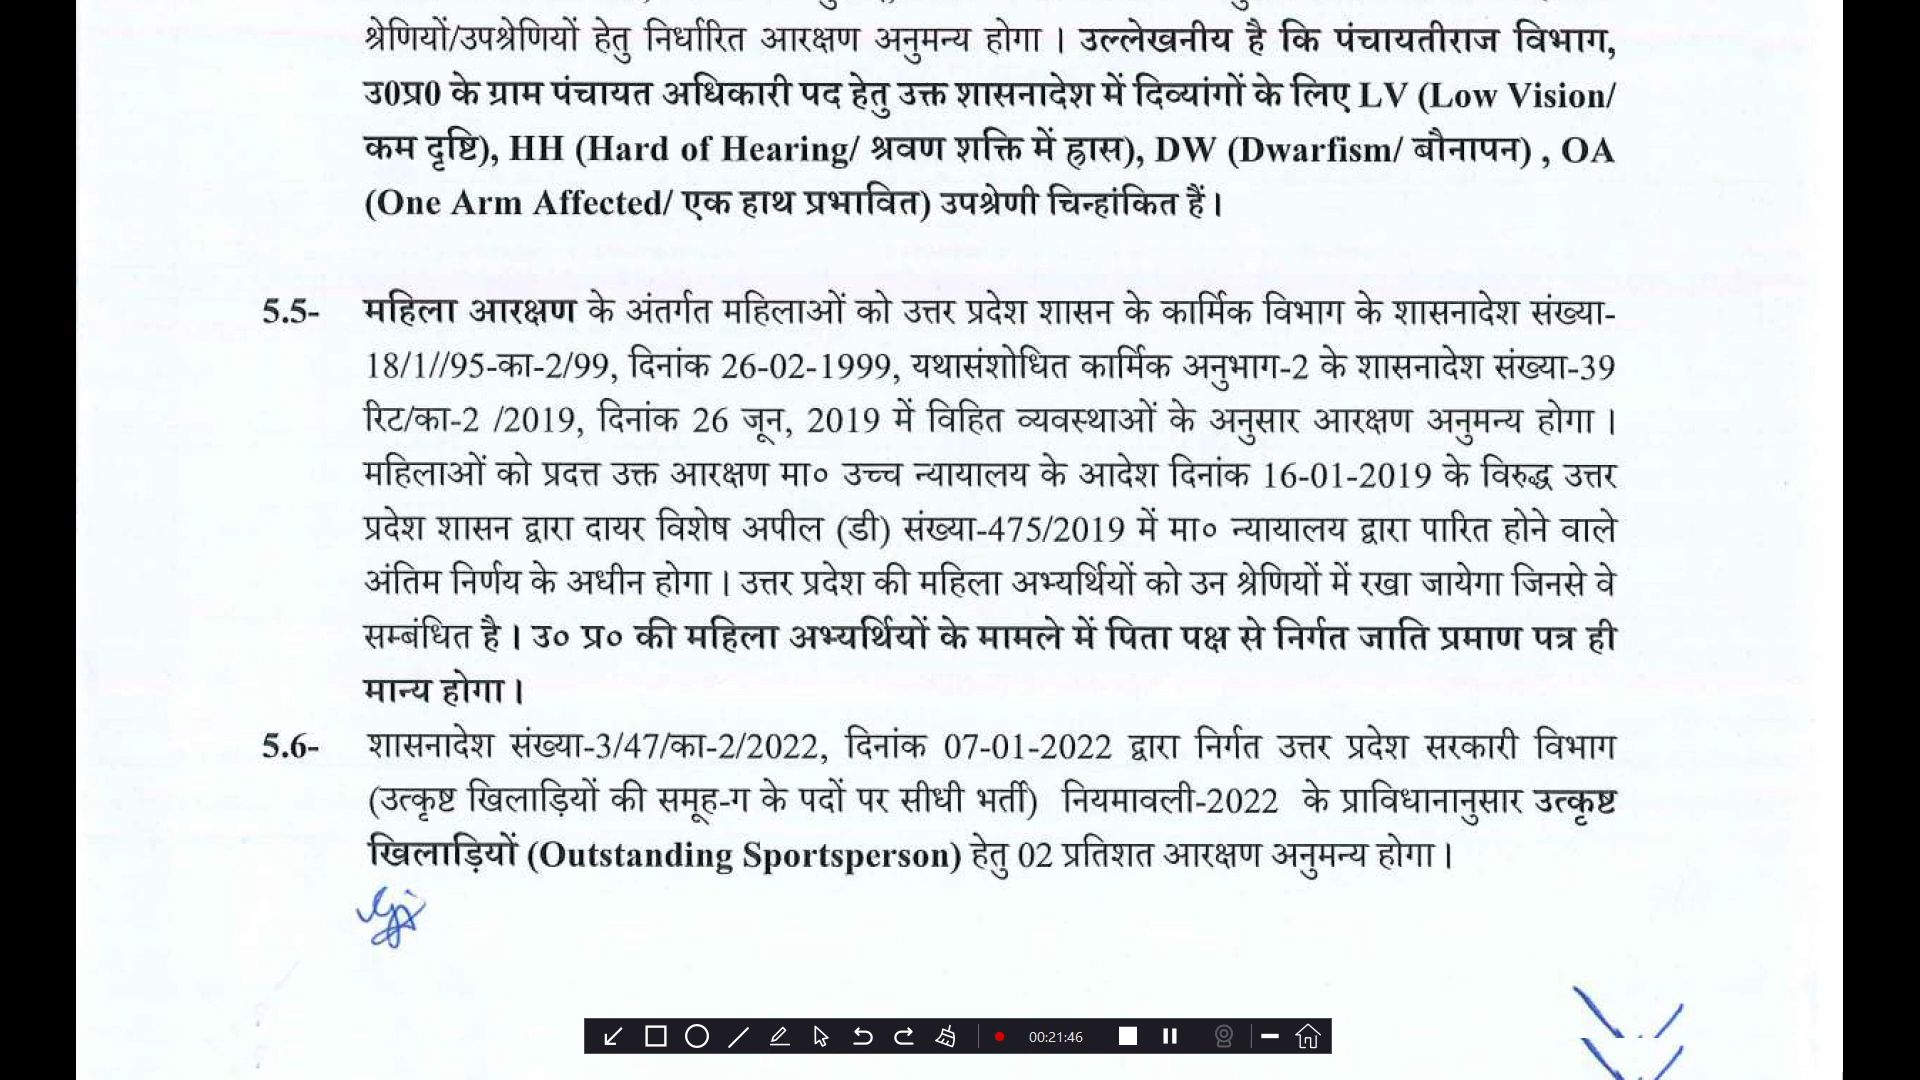 श्रेणियों/उपश्रेणियों हेतु निर्धारित आरक्षण अनुमन्य होगा । उल्लेखनीय है कि पंचायतीराज विभाग,
उ0प्र0 के ग्राम पंचायत अधिकारी पद हेतु उक्त शासनादेश में दिव्यांगों के लिए LV (Low Vision/
कम दृष्टि), HH (Hard of Hearing/ श्रवण शक्ति में ह्रास), DW (Dwarfism/ बौनापन) , OA
(One Arm Affected/ एक हाथ प्रभावित) उपश्रेणी चिन्हांकित हैं।
5.5- महिला आरक्षण के अंतर्गत महिलाओं को उत्तर प्रदेश शासन के कार्मिक विभाग के शासनादेश संख्या-
18/1//95-का-2/99, दिनांक 26-02-1999, यथासंशोधित कार्मिक अनुभाग-2 के शासनादेश संख्या-39
रिट/का-2 /2019, दिनांक 26 जून, 2019 में विहित व्यवस्थाओं के अनुसार आरक्षण अनुमन्य होगा ।
महिलाओं को प्रदत्त उक्त आरक्षण मा० उच्च न्यायालय के आदेश दिनांक 16-01-2019 के विरुद्ध उत्तर
प्रदेश शासन द्वारा दायर विशेष अपील (डी) संख्या-475/2019 में मा० न्यायालय द्वारा पारित होने वाले
अंतिम निर्णय के अधीन होगा । उत्तर प्रदेश की महिला अभ्यर्थियों को उन श्रेणियों में रखा जायेगा जिनसे वे
सम्बंधित है । उ० प्र० की महिला अभ्यर्थियों के मामले में पिता पक्ष से निर्गत जाति प्रमाण पत्र ही
मान्य होगा ।
5.6- शासनादेश संख्या-3/47/का-2/2022, दिनांक 07-01-2022 द्वारा निर्गत उत्तर प्रदेश सरकारी विभाग
(उत्कृष्ट खिलाड़ियों की समूह-ग के पदों पर सीधी भर्ती) नियमावली-2022 के प्राविधानानुसार उत्कृष्ट
खिलाड़ियों (Outstanding Sportsperson) हेतु 02 प्रतिशत आरक्षण अनुमन्य होगा ।
00:21:46